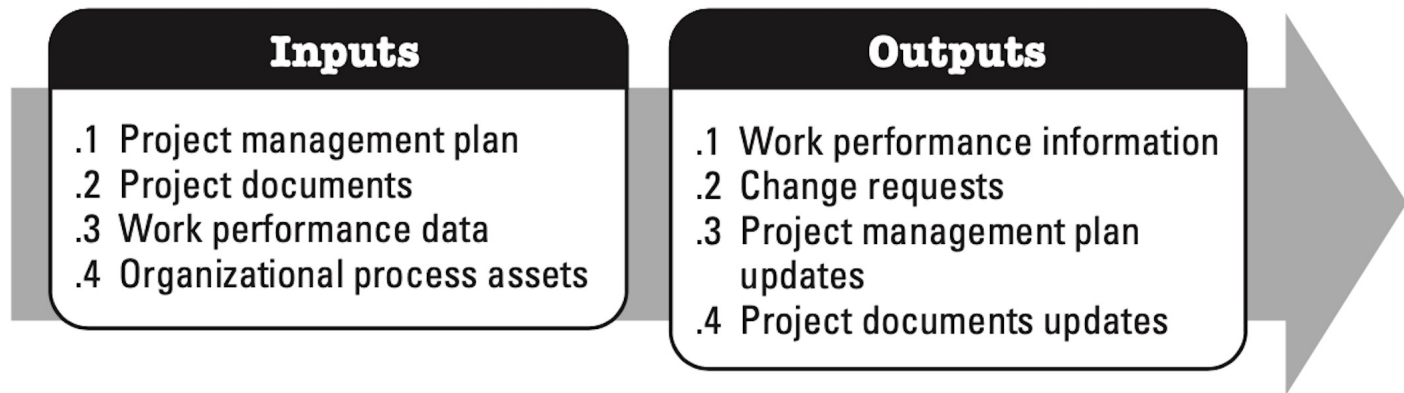 Inputs
.1 Project management plan
.2 Project documents
.3 Work performance data
.4 Organizational process assets
Outputs
.1 Work performance information
.2 Change requests
.3 Project management plan
updates
.4 Project documents updates